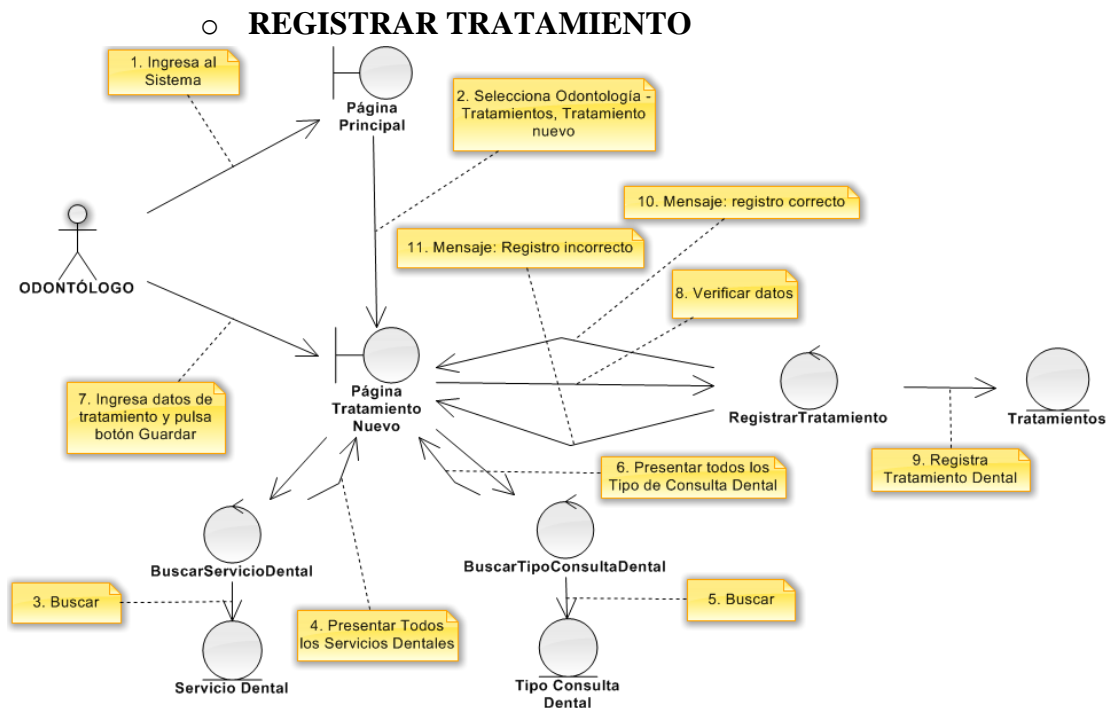 o REGISTRAR TRATAMIENTO
1. Ingresa al
Sistema
Página
Principal
2. Selecciona Odontología -
Tratamientos, Tratamiento
nuevo
10. Mensaje: registro correcto
11. Mensaje: Registro incorrecto
8. Verificar datos
ODONTÓLOGO
7. Ingresa datos de
tratamiento y pulsa
botón Guardar
Página
Tratamiento
Nuevo
RegistrarTratamiento
Tratamientos
9. Registra
Tratamiento Dental
6. Presentar todos los
Tipo de Consulta Dental
BuscarServicioDental
BuscarTipoConsultaDental
3. Buscar
4. Presentar Todos
los Servicios Dentales
5. Buscar
Servicio Dental
Tipo Consulta
Dental